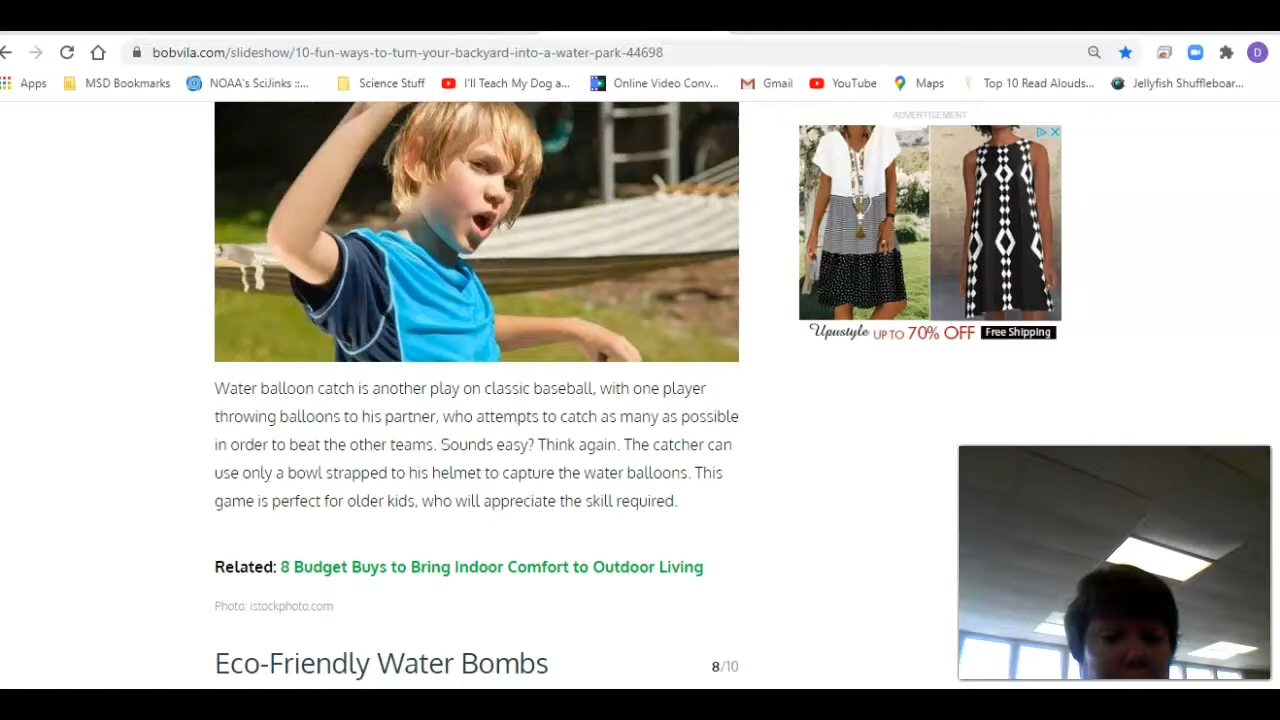 bobvila.com/slideshow/10-fun-ways-to-turn-your-backyard-into-a-water-park-44698
D
Apps MSD Bookmarks NOAA's SciJinks ::... Science Stuff I'll Teach My Dog a... Online Video Conv... Gmail YouTube Maps Top 10 Read Alouds... Jellyfish Shuffleboar...
ADVERTISEMENT
Upustyle UP TO 70% OFF Free Shipping
Water balloon catch is another play on classic baseball, with one player
throwing balloons to his partner, who attempts to catch as many as possible
in order to beat the other teams. Sounds easy? Think again. The catcher can
use only a bowl strapped to his helmet to capture the water balloons. This
game is perfect for older kids, who will appreciate the skill required.
Related: 8 Budget Buys to Bring Indoor Comfort to Outdoor Living
Photo: istockphoto.com
Eco-Friendly Water Bombs 8/10